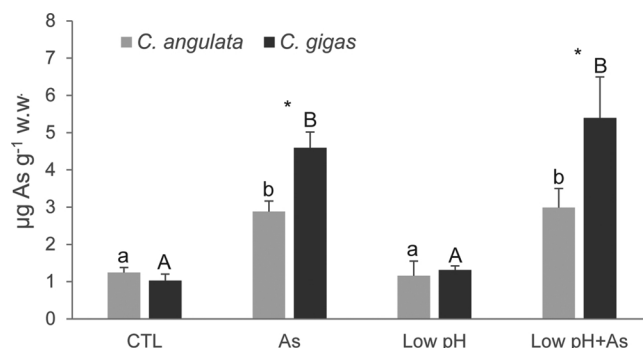 8
C. angulata C. gigas
7
* B
6
* B
5
4
b b
3
2
a A a A
1
0
µg As g-1 w.w.
CTL As Low pH Low pH+As